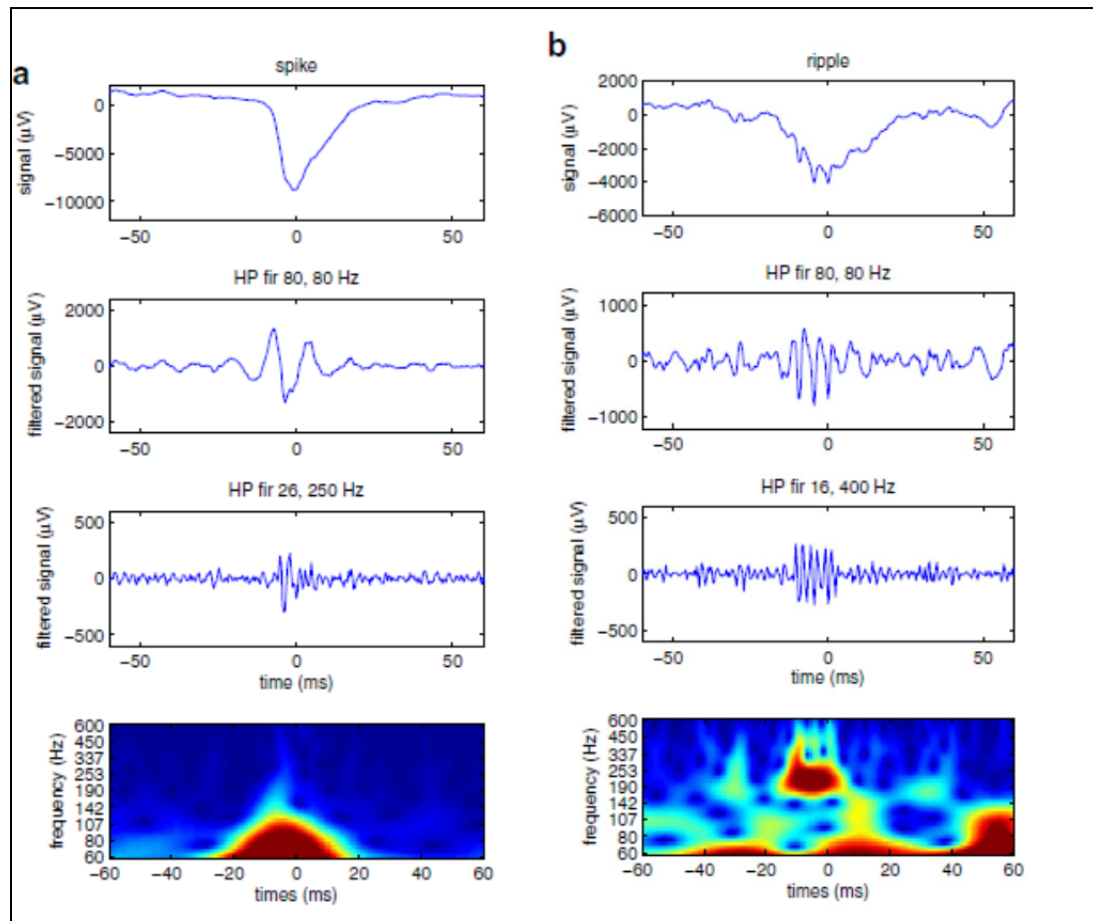 a
spike
signal (µV)
0
−5000
−10000
−50 0 50
HP fir 80, 80 Hz
filtered signal (µV)
2000
0
−2000
−50 0 50
HP fir 26, 250 Hz
filtered signal (µV)
500
0
−500
−50 0 50
time (ms)
frequency (Hz)
600
450
337
253
190
142
107
80
60
−60 −40 −20 0 20 40 60
times (ms)
b
ripple
signal (µV)
2000
0
−2000
−4000
−6000
−50 0 50
HP fir 80, 80 Hz
filtered signal (µV)
1000
0
−1000
−50 0 50
HP fir 16, 400 Hz
filtered signal (µV)
500
0
−500
−50 0 50
time (ms)
frequency (Hz)
600
450
337
253
190
142
107
80
60
−60 −40 −20 0 20 40 60
times (ms)